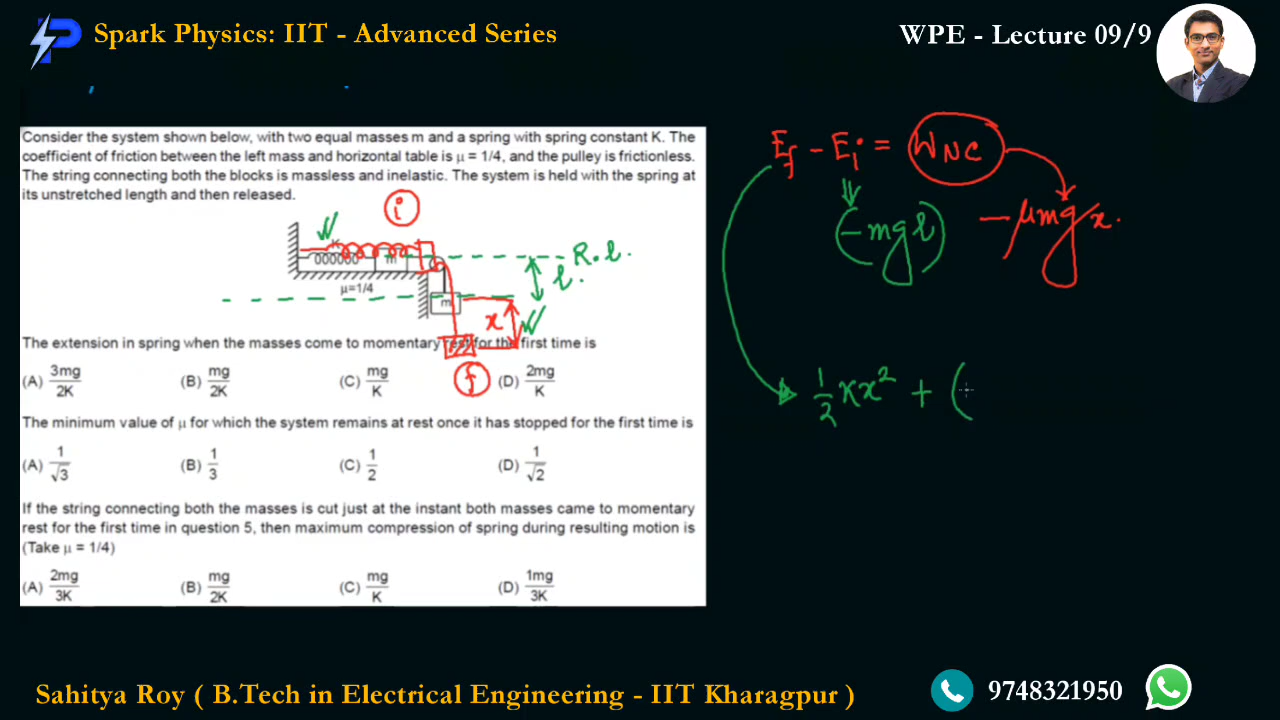 Spark Physics: IIT - Advanced Series
WPE - Lecture 09/9
Consider the system shown below, with two equal masses m and a spring with spring constant K. The
coefficient of friction between the left mass and horizontal table is μ = 1/4, and the pulley is frictionless.
The string connecting both the blocks is massless and inelastic. The system is held with the spring at
its unstretched length and then released.
i
m
μ=1/4
m
R.l.
l.
x
f
The extension in spring when the masses come to momentary rest for the first time is
(A) 3mg/2K (B) mg/2K (C) mg/K (D) 2mg/K
The minimum value of μ for which the system remains at rest once it has stopped for the first time is
(A) 1/√3 (B) 1/3 (C) 1/2 (D) 1/√2
If the string connecting both the masses is cut just at the instant both masses came to momentary
rest for the first time in question 5, then maximum compression of spring during resulting motion is
(Take μ = 1/4)
(A) 2mg/3K (B) mg/2K (C) mg/K (D) 1mg/3K
Ef - Ei = WNC
(-mgl) - μmgx.
1/2 Kx² + (
Sahitya Roy ( B.Tech in Electrical Engineering - IIT Kharagpur )
9748321950